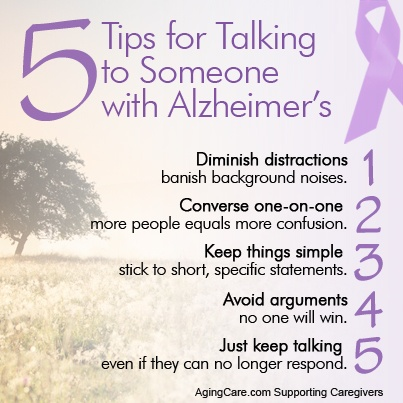 5 Tips for Talking
to Someone
with Alzheimer's
Diminish distractions 1
banish background noises.
Converse one-on-one 2
more people equals more confusion.
Keep things simple 3
stick to short, specific statements.
Avoid arguments 4
no one will win.
Just keep talking 5
even if they can no longer respond.
AgingCare.com Supporting Caregivers